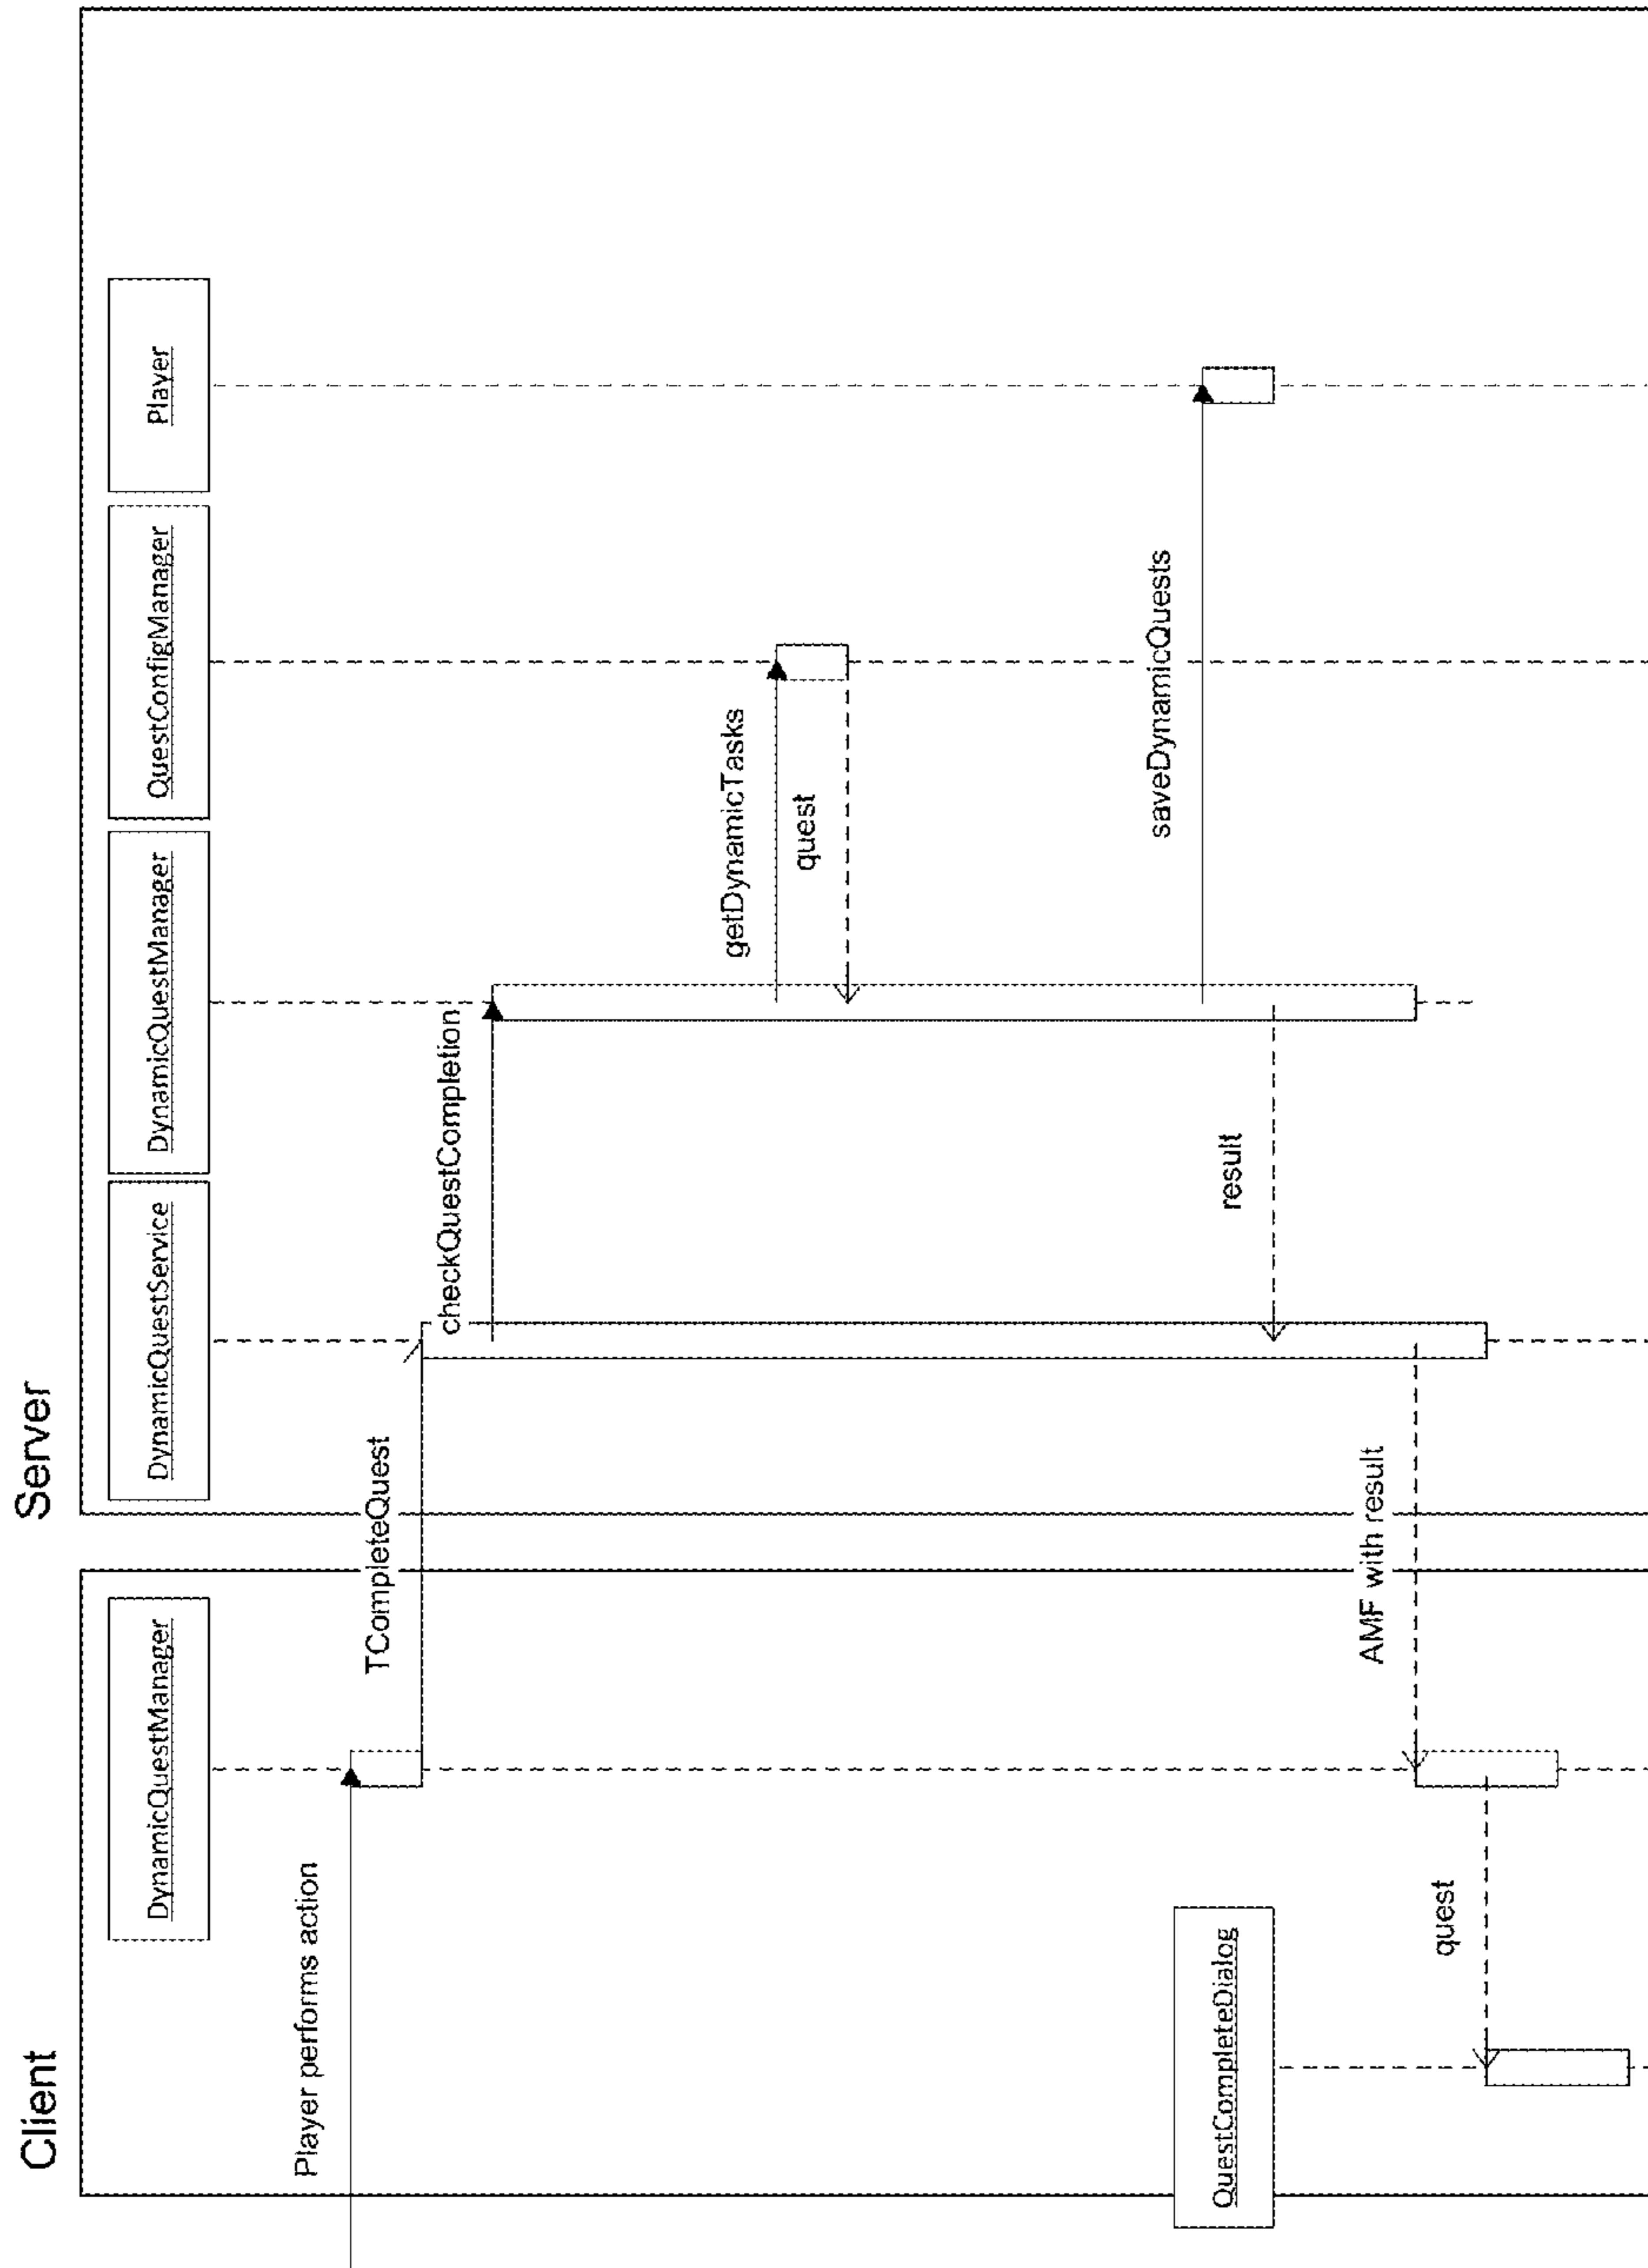 Client
Server
DynamicQuestManager
DynamicQuestService
DynamicQuestManager
QuestConfigManager
Player
Player performs action
TCompleteQuest
checkQuestCompletion
getDynamicTasks
quest
saveDynamicQuests
QuestCompleteDialog
result
AMF with result
quest